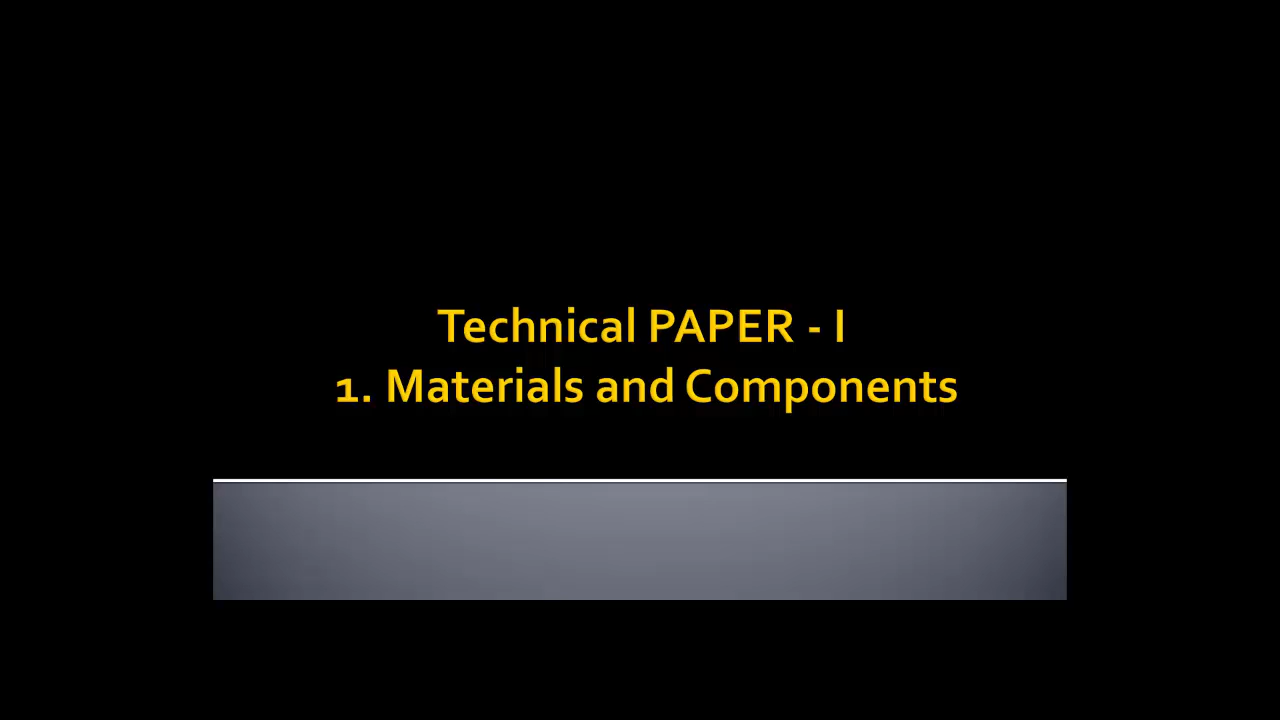 Technical PAPER - I
1. Materials and Components